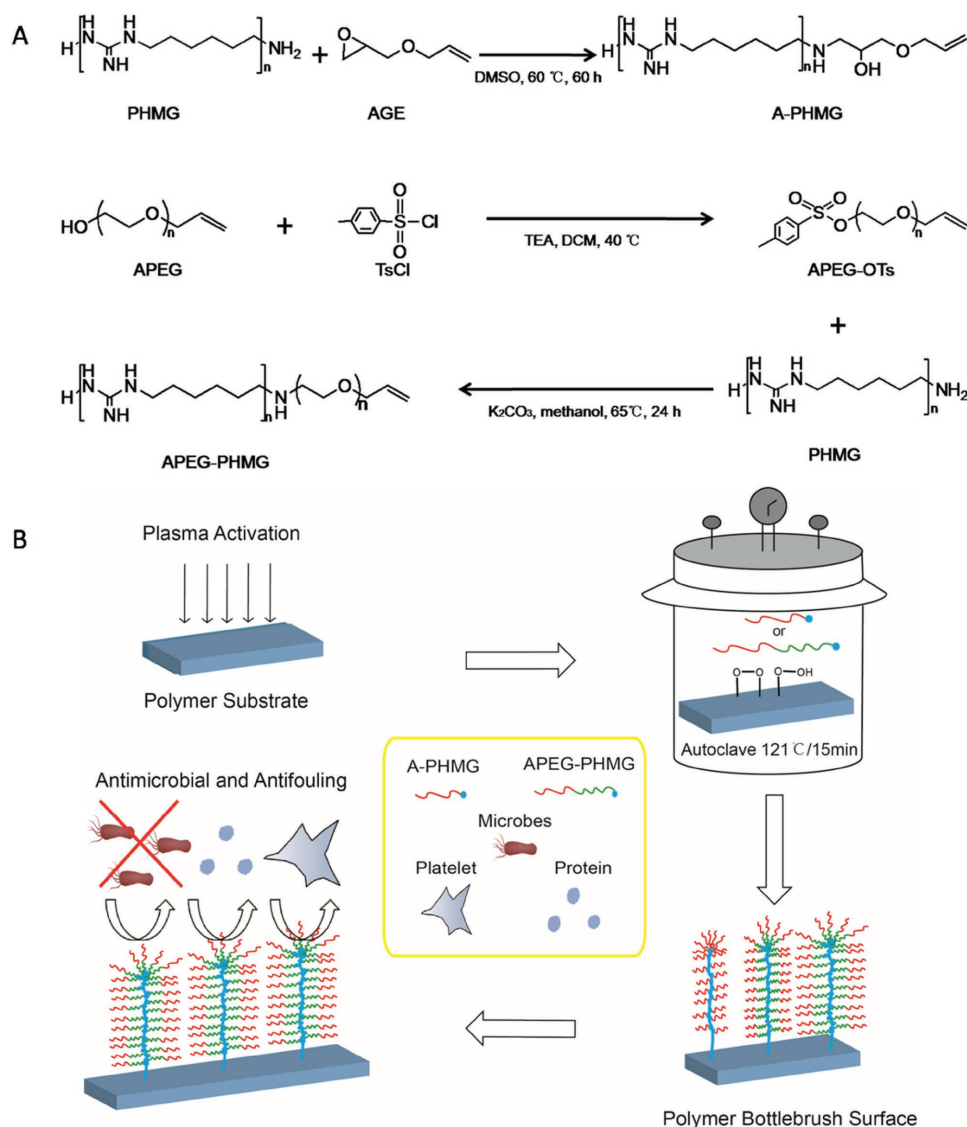 A
H
H
N
H
N
NH
n
NH2
PHMG
+
O
O
AGE
DMSO, 60 ℃, 60 h
H
H
N
H
N
NH
n
N
H
OH
O
A-PHMG
HO
O
n
APEG
+
O
S
O
Cl
TsCl
TEA, DCM, 40 ℃
O
O
S
O
O
n
APEG-OTs
+
H
H
N
H
N
NH
n
N
H
O
n
APEG-PHMG
K2CO3, methanol, 65℃, 24 h
H
H
N
H
N
NH
n
NH2
PHMG
B
Plasma Activation
Polymer Substrate
or
O O O OH
Autoclave 121℃/15min
Antimicrobial and Antifouling
A-PHMG
APEG-PHMG
Microbes
Platelet
Protein
Polymer Bottlebrush Surface